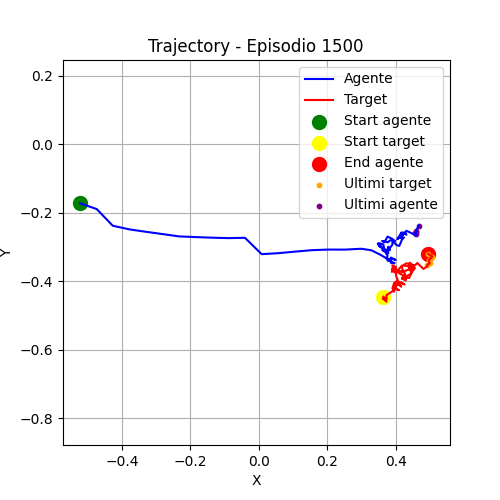 Trajectory - Episodio 1500
Agente
Target
Start agente
Start target
End agente
Ultimi target
Ultimi agente
0.2
0.0
−0.2
−0.4
−0.6
−0.8
Y
−0.4
−0.2
0.0
0.2
0.4
X